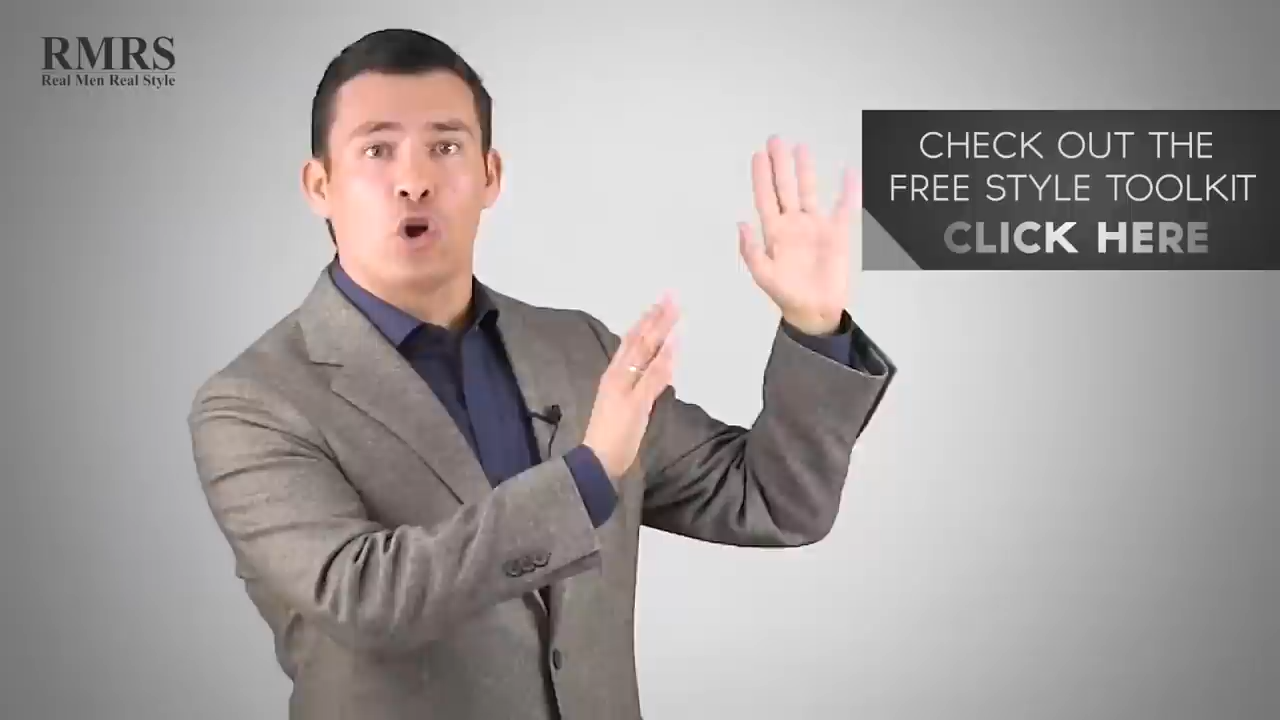 RMRS
Real Men Real Style
CHECK OUT THE
FREE STYLE TOOLKIT
CLICK HERE